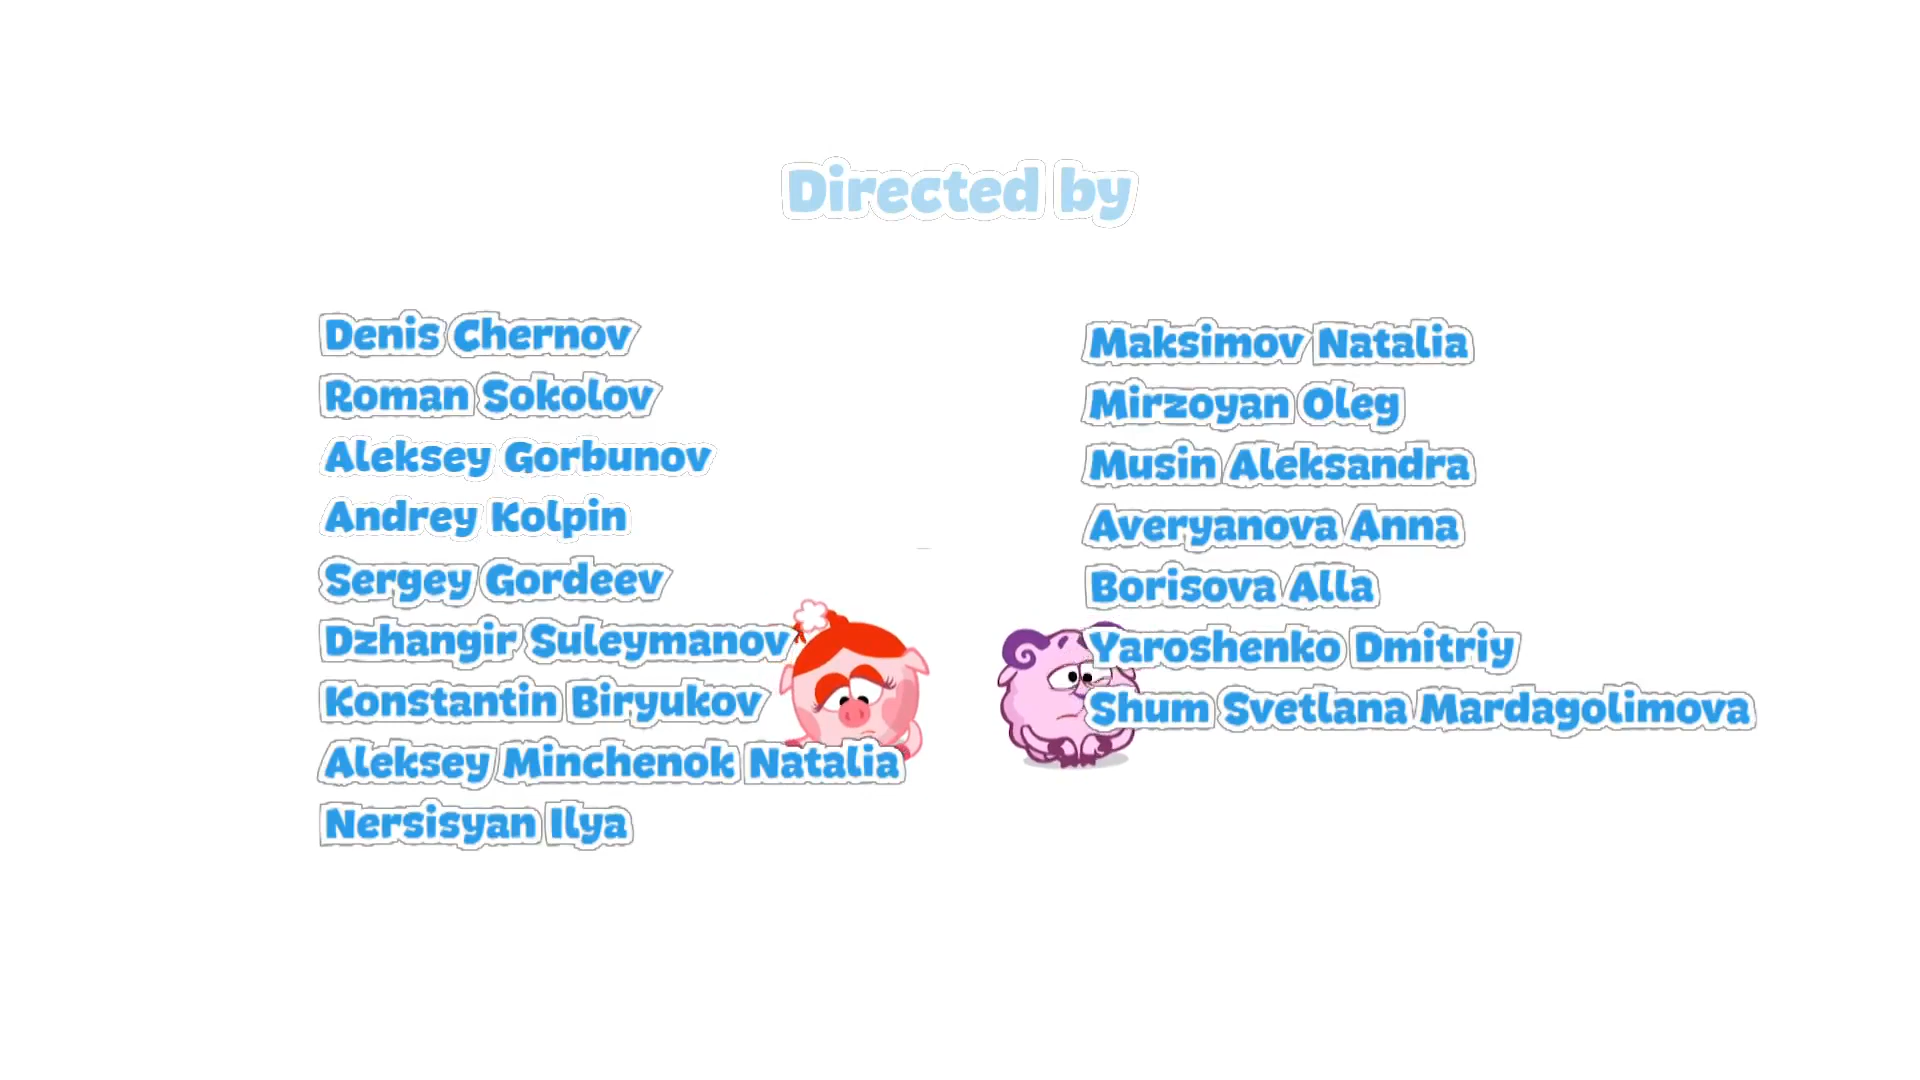 Directed by
Denis Chernov
Roman Sokolov
Aleksey Gorbunov
Andrey Kolpin
Sergey Gordeev
Dzhangir Suleymanov
Konstantin Biryukov
Aleksey Minchenok Natalia
Nersisyan Ilya
Maksimov Natalia
Mirzoyan Oleg
Musin Aleksandra
Averyanova Anna
Borisova Alla
Yaroshenko Dmitriy
Shum Svetlana Mardagolimova